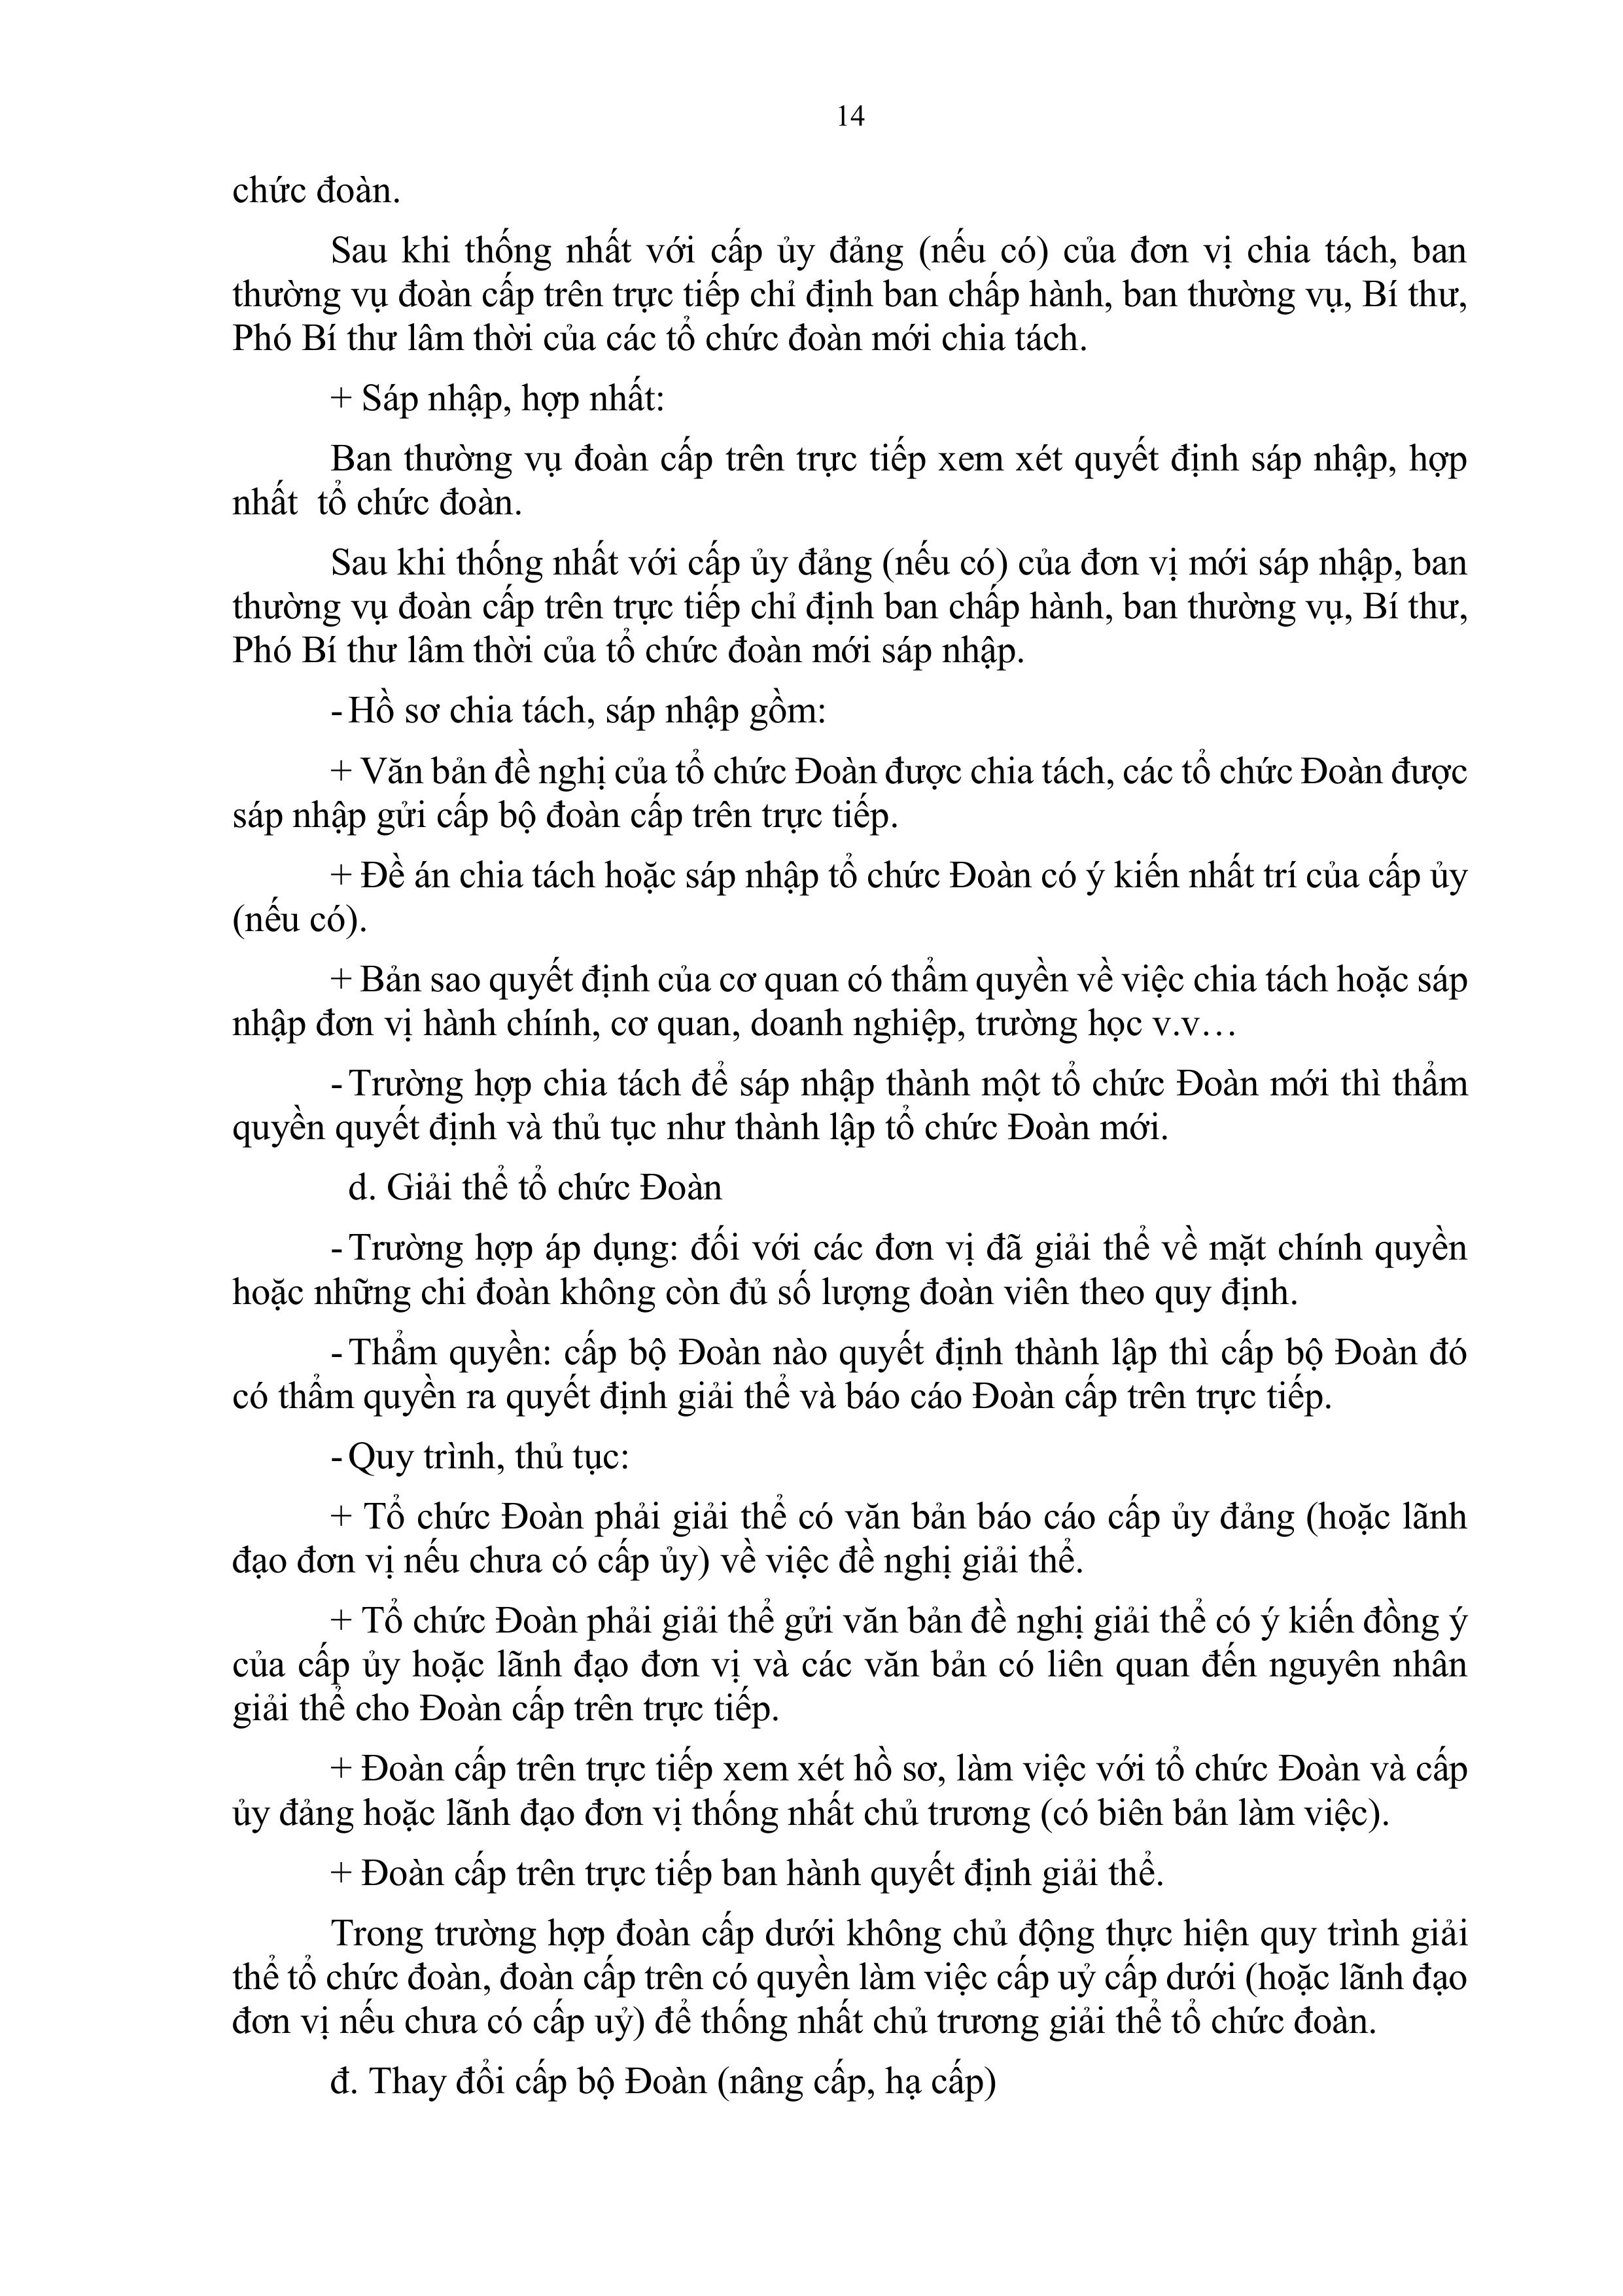 14
chức đoàn.
Sau khi thống nhất với cấp ủy đảng (nếu có) của đơn vị chia tách, ban
thường vụ đoàn cấp trên trực tiếp chỉ định ban chấp hành, ban thường vụ, Bí thư,
Phó Bí thư lâm thời của các tổ chức đoàn mới chia tách.
+ Sáp nhập, hợp nhất:
Ban thường vụ đoàn cấp trên trực tiếp xem xét quyết định sáp nhập, hợp
nhất  tổ chức đoàn.
Sau khi thống nhất với cấp ủy đảng (nếu có) của đơn vị mới sáp nhập, ban
thường vụ đoàn cấp trên trực tiếp chỉ định ban chấp hành, ban thường vụ, Bí thư,
Phó Bí thư lâm thời của tổ chức đoàn mới sáp nhập.
- Hồ sơ chia tách, sáp nhập gồm:
+ Văn bản đề nghị của tổ chức Đoàn được chia tách, các tổ chức Đoàn được
sáp nhập gửi cấp bộ đoàn cấp trên trực tiếp.
+ Đề án chia tách hoặc sáp nhập tổ chức Đoàn có ý kiến nhất trí của cấp ủy
(nếu có).
+ Bản sao quyết định của cơ quan có thẩm quyền về việc chia tách hoặc sáp
nhập đơn vị hành chính, cơ quan, doanh nghiệp, trường học v.v…
- Trường hợp chia tách để sáp nhập thành một tổ chức Đoàn mới thì thẩm
quyền quyết định và thủ tục như thành lập tổ chức Đoàn mới.
d. Giải thể tổ chức Đoàn
- Trường hợp áp dụng: đối với các đơn vị đã giải thể về mặt chính quyền
hoặc những chi đoàn không còn đủ số lượng đoàn viên theo quy định.
- Thẩm quyền: cấp bộ Đoàn nào quyết định thành lập thì cấp bộ Đoàn đó
có thẩm quyền ra quyết định giải thể và báo cáo Đoàn cấp trên trực tiếp.
- Quy trình, thủ tục:
+ Tổ chức Đoàn phải giải thể có văn bản báo cáo cấp ủy đảng (hoặc lãnh
đạo đơn vị nếu chưa có cấp ủy) về việc đề nghị giải thể.
+ Tổ chức Đoàn phải giải thể gửi văn bản đề nghị giải thể có ý kiến đồng ý
của cấp ủy hoặc lãnh đạo đơn vị và các văn bản có liên quan đến nguyên nhân
giải thể cho Đoàn cấp trên trực tiếp.
+ Đoàn cấp trên trực tiếp xem xét hồ sơ, làm việc với tổ chức Đoàn và cấp
ủy đảng hoặc lãnh đạo đơn vị thống nhất chủ trương (có biên bản làm việc).
+ Đoàn cấp trên trực tiếp ban hành quyết định giải thể.
Trong trường hợp đoàn cấp dưới không chủ động thực hiện quy trình giải
thể tổ chức đoàn, đoàn cấp trên có quyền làm việc cấp uỷ cấp dưới (hoặc lãnh đạo
đơn vị nếu chưa có cấp uỷ) để thống nhất chủ trương giải thể tổ chức đoàn.
đ. Thay đổi cấp bộ Đoàn (nâng cấp, hạ cấp)